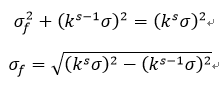 σ_f^2 + (k^{s-1}σ)^2 = (k^sσ)^2
σ_f = √((k^sσ)^2 − (k^{s-1}σ)^2)